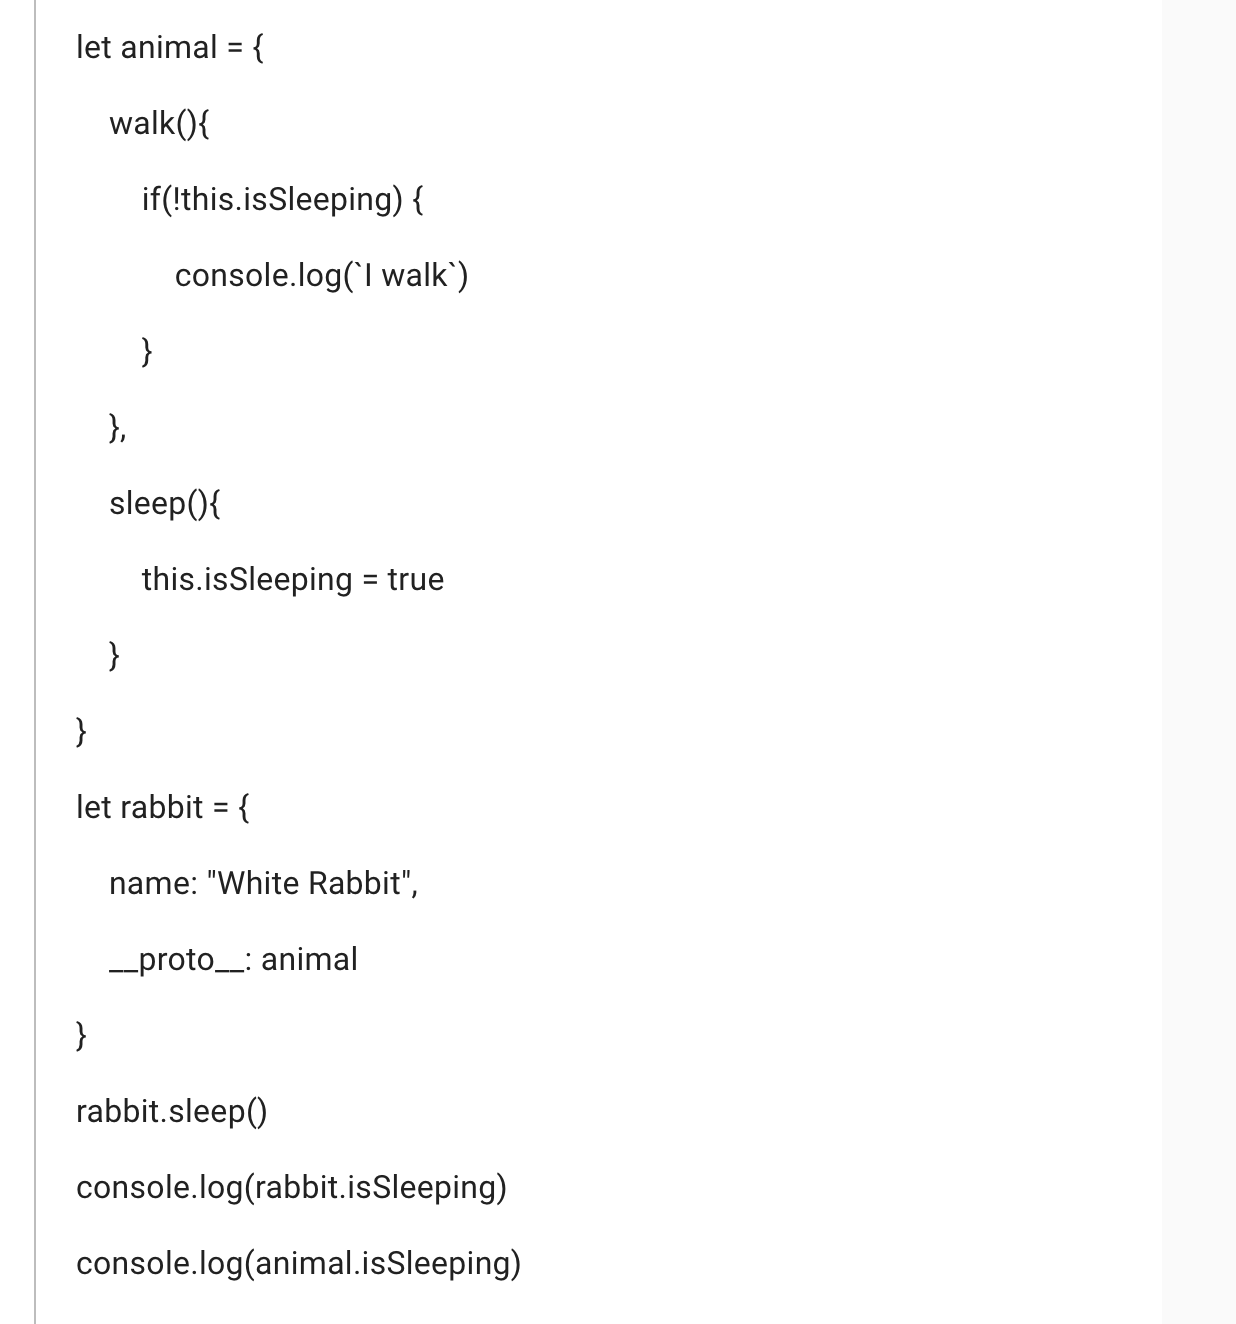 let animal = {
walk(){
if(!this.isSleeping) {
console.log(`I walk`)
}
},
sleep(){
this.isSleeping = true
}
}
let rabbit = {
name: "White Rabbit",
__proto__: animal
}
rabbit.sleep()
console.log(rabbit.isSleeping)
console.log(animal.isSleeping)